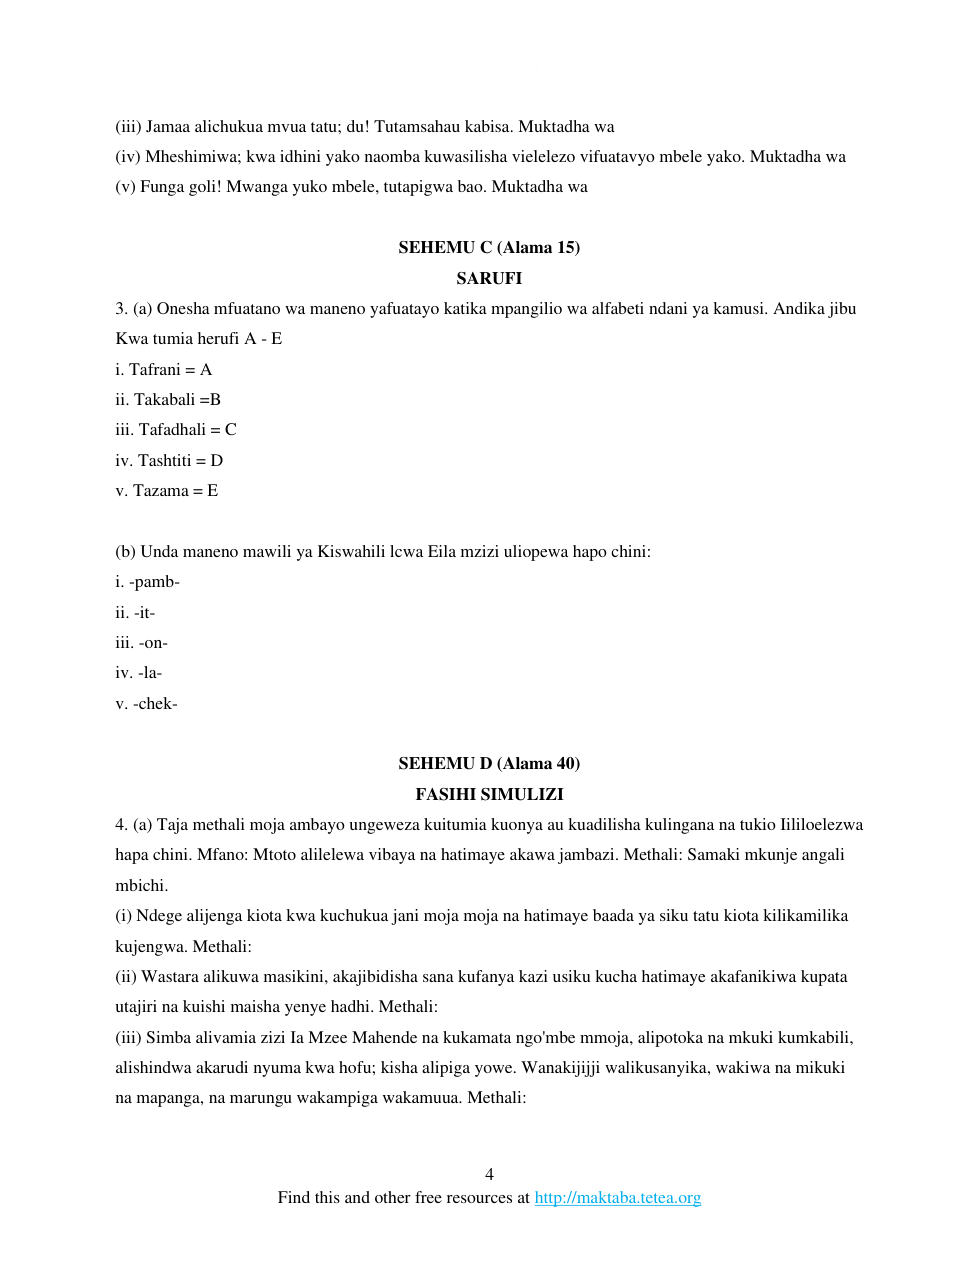 (iii) Jamaa alichukua mvua tatu; du! Tutamsahau kabisa. Muktadha wa
(iv) Mheshimiwa; kwa idhini yako naomba kuwasilisha vielelezo vifuatavyo mbele yako. Muktadha wa
(v) Funga goli! Mwanga yuko mbele, tutapigwa bao. Muktadha wa
SEHEMU C (Alama 15)
SARUFI
3. (a) Onesha mfuatano wa maneno yafuatayo katika mpangilio wa alfabeti ndani ya kamusi. Andika jibu
Kwa tumia herufi A - E
i. Tafrani = A
ii. Takabali =B
iii. Tafadhali = C
iv. Tashtiti = D
v. Tazama = E
(b) Unda maneno mawili ya Kiswahili lcwa Eila mzizi uliopewa hapo chini:
i. -pamb-
ii. -it-
iii. -on-
iv. -la-
v. -chek-
SEHEMU D (Alama 40)
FASIHI SIMULIZI
4. (a) Taja methali moja ambayo ungeweza kuitumia kuonya au kuadilisha kulingana na tukio Iililoelezwa
hapa chini. Mfano: Mtoto alilelewa vibaya na hatimaye akawa jambazi. Methali: Samaki mkunje angali
mbichi.
(i) Ndege alijenga kiota kwa kuchukua jani moja moja na hatimaye baada ya siku tatu kiota kilikamilika
kujengwa. Methali:
(ii) Wastara alikuwa masikini, akajibidisha sana kufanya kazi usiku kucha hatimaye akafanikiwa kupata
utajiri na kuishi maisha yenye hadhi. Methali:
(iii) Simba alivamia zizi Ia Mzee Mahende na kukamata ngo'mbe mmoja, alipotoka na mkuki kumkabili,
alishindwa akarudi nyuma kwa hofu; kisha alipiga yowe. Wanakijijji walikusanyika, wakiwa na mikuki
na mapanga, na marungu wakampiga wakamuua. Methali:
4
Find this and other free resources at http://maktaba.tetea.org